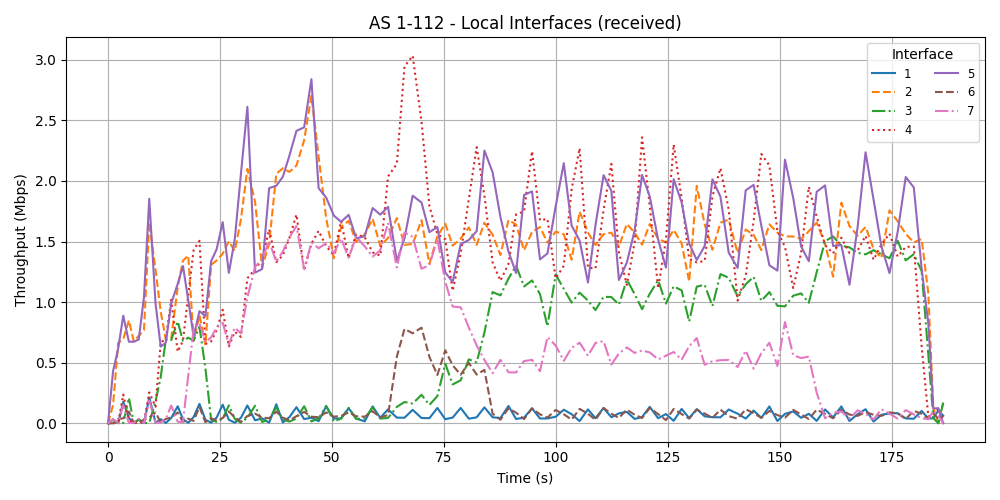 AS 1-112 - Local Interfaces (received)
Throughput (Mbps)
3.0
2.5
2.0
1.5
1.0
0.5
0.0
0 25 50 75 100 125 150 175
Time (s)
Interface
1 5
2 6
3 7
4